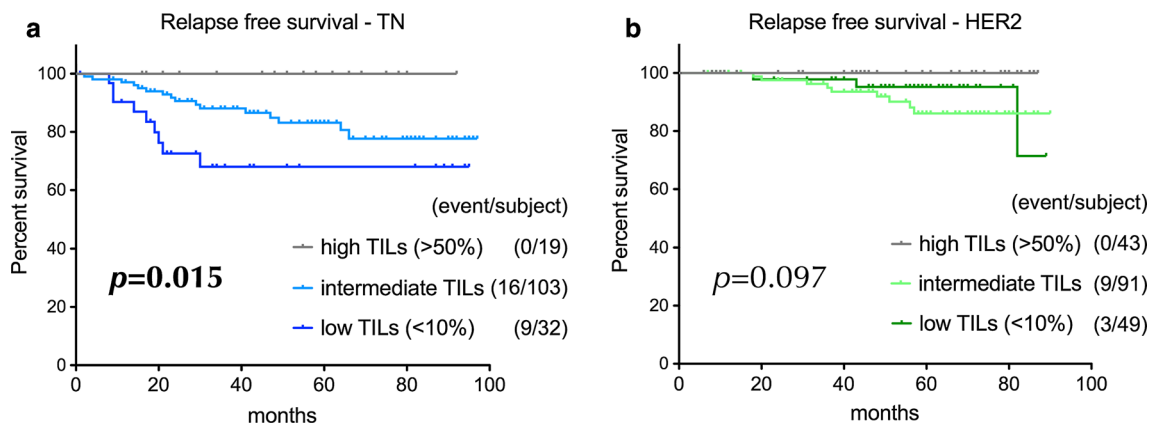 a
Relapse free survival - TN
Percent survival
100
80
60
40
20
0
(event/subject)
high TILs (>50%) (0/19)
intermediate TILs (16/103)
low TILs (<10%) (9/32)
p=0.015
0 20 40 60 80 100
months
b
Relapse free survival - HER2
Percent survival
100
80
60
40
20
0
(event/subject)
high TILs (>50%) (0/43)
intermediate TILs (9/91)
low TILs (<10%) (3/49)
p=0.097
0 20 40 60 80 100
months